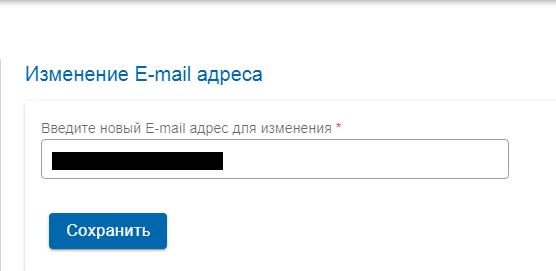 Изменение E-mail адреса
Введите новый E-mail адрес для изменения *
Сохранить